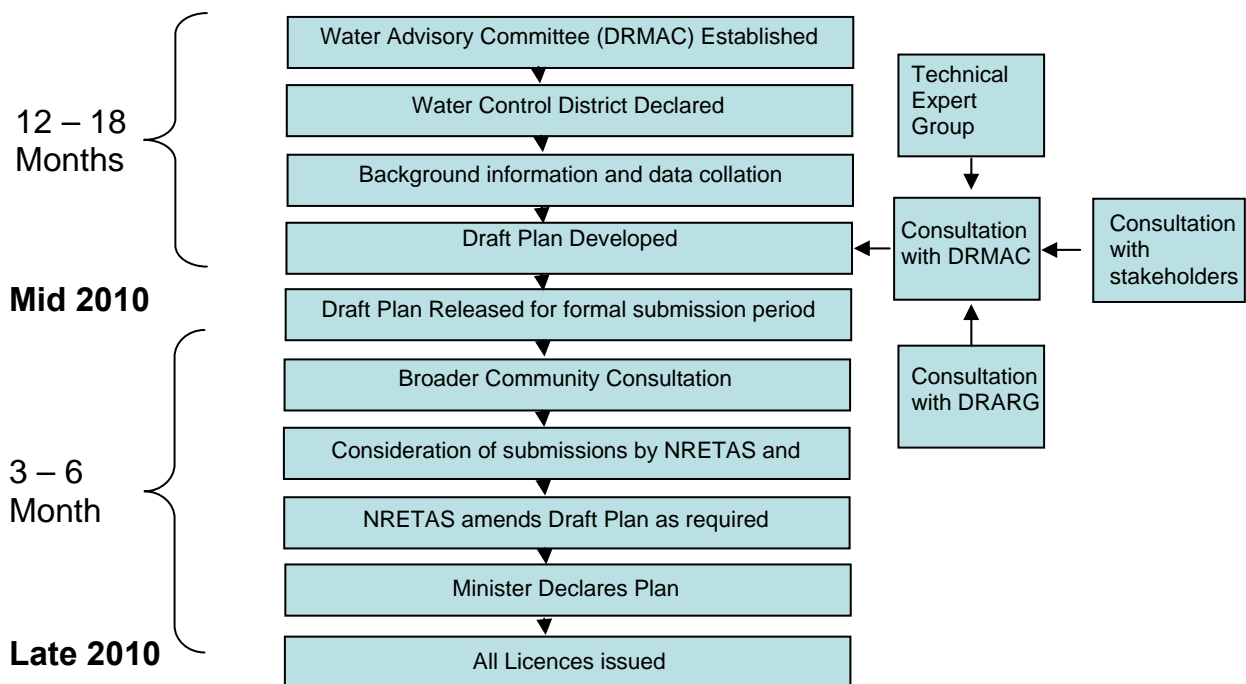 Water Advisory Committee (DRMAC) Established
Water Control District Declared
Background information and data collation
Draft Plan Developed
Draft Plan Released for formal submission period
Broader Community Consultation
Consideration of submissions by NRETAS and
NRETAS amends Draft Plan as required
Minister Declares Plan
All Licences issued
12 – 18
Months
Mid 2010
3 – 6
Month
Late 2010
Technical
Expert
Group
Consultation
with DRMAC
Consultation
with
stakeholders
Consultation
with DRARG